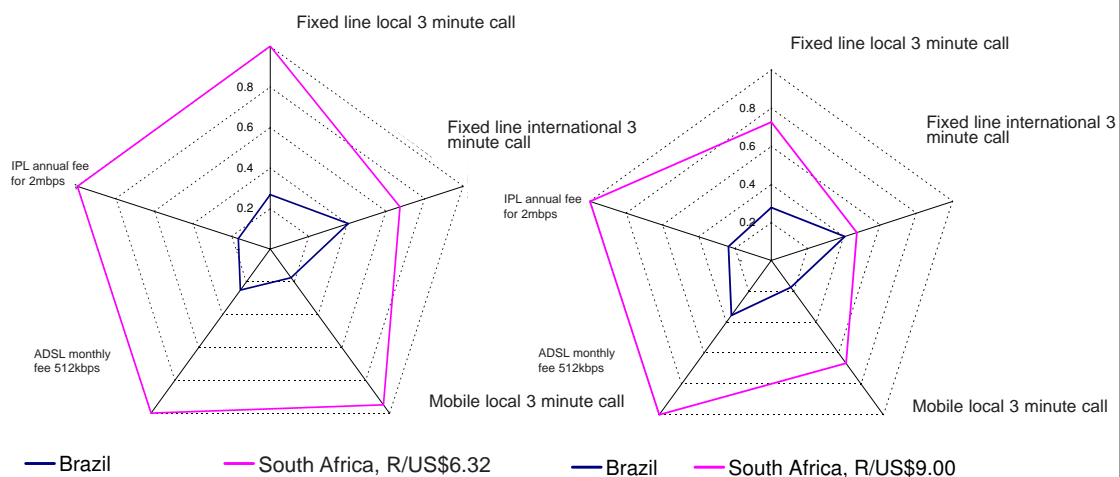 Fixed line local 3 minute call
0.8
0.6
0.4
0.2
Fixed line international 3
minute call
IPL annual fee
for 2mbps
ADSL monthly
fee 512kbps
Mobile local 3 minute call
Brazil
South Africa, R/US$6.32
Fixed line local 3 minute call
0.8
0.6
0.4
0.2
Fixed line international 3
minute call
IPL annual fee
for 2mbps
ADSL monthly
fee 512kbps
Mobile local 3 minute call
Brazil
South Africa, R/US$9.00